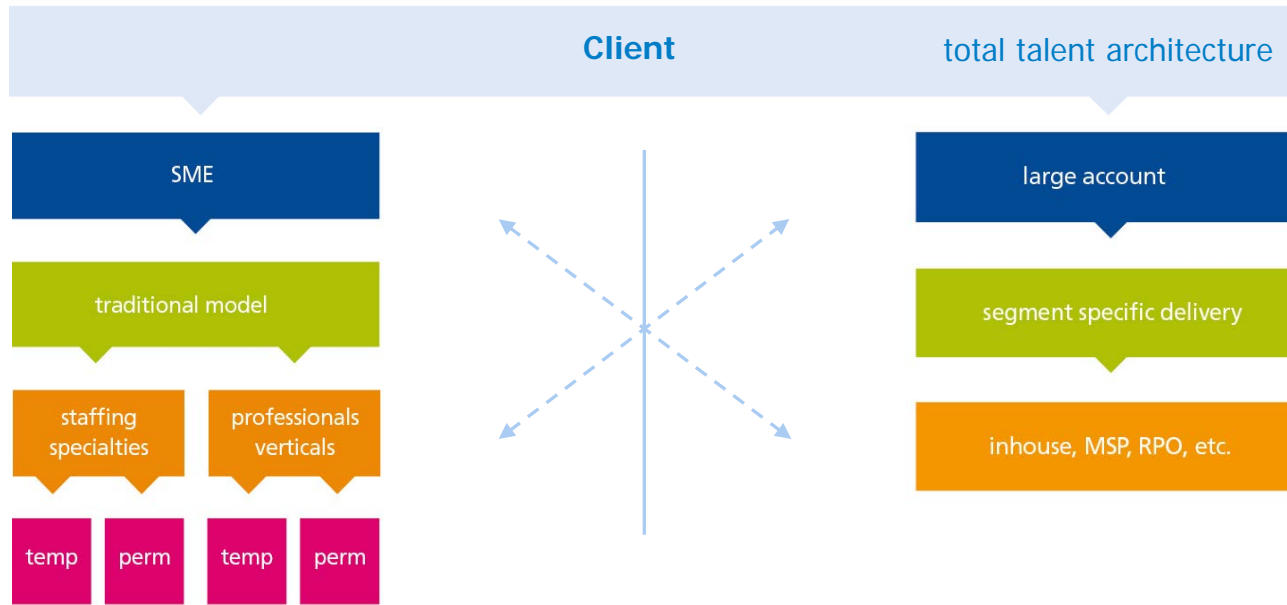 Client
total talent architecture
SME
traditional model
staffing
specialties
professionals
verticals
temp
perm
temp
perm
large account
segment specific delivery
inhouse, MSP, RPO, etc.